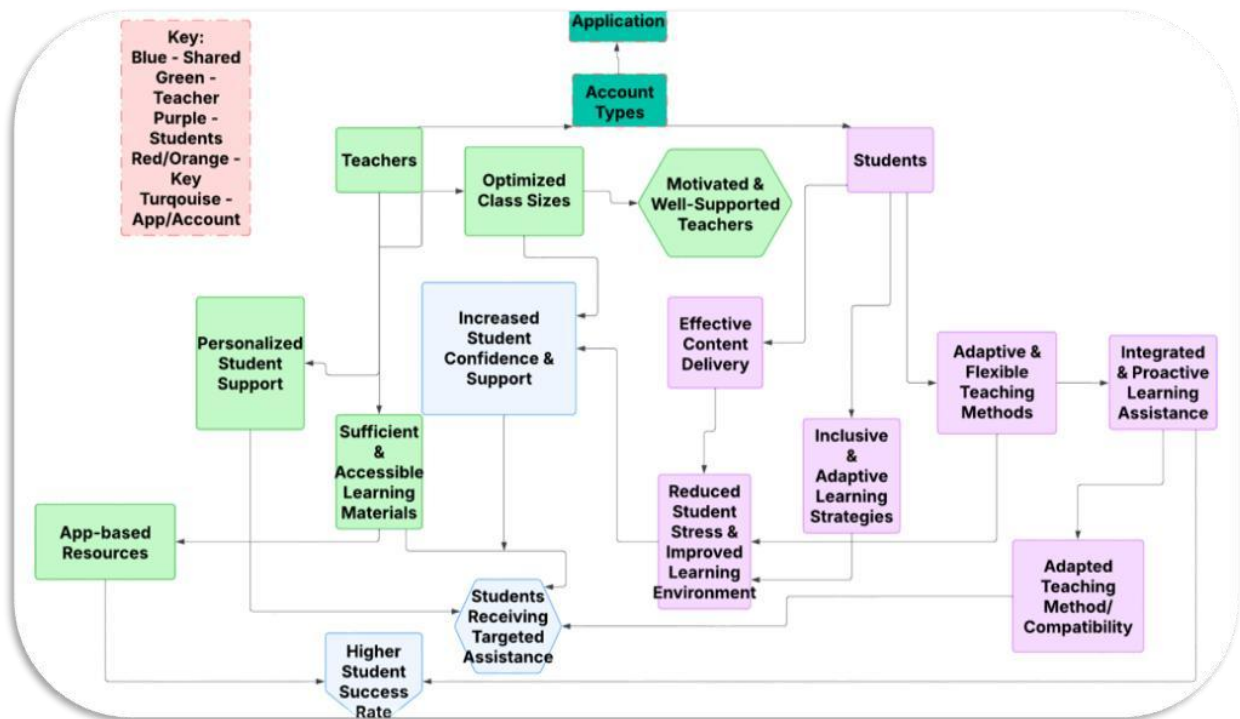 Application
Key:
Blue - Shared
Green -
Teacher
Purple -
Students
Red/Orange -
Key
Turqouise -
App/Account
Account
Types
Teachers
Optimized
Class Sizes
Motivated &
Well-Supported
Teachers
Students
Personalized
Student
Support
Increased
Student
Confidence &
Support
Effective
Content
Delivery
Adaptive &
Flexible
Teaching
Methods
Integrated
& Proactive
Learning
Assistance
Sufficient
&
Accessible
Learning
Materials
Inclusive
&
Adaptive
Learning
Strategies
App-based
Resources
Reduced
Student
Stress &
Improved
Learning
Environment
Adapted
Teaching
Method/
Compatibility
Students
Receiving
Targeted
Assistance
Higher
Student
Success
Rate